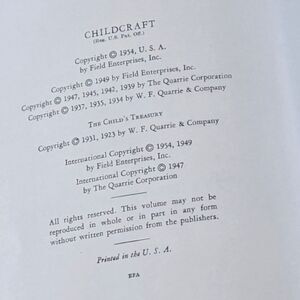 CHILDCRAFT
(Reg. U.S. Pat. Off.)
Copyright © 1954, U. S. A.
by Field Enterprises, Inc.
Copyright © 1949 by Field Enterprises, Inc.
Copyright © 1947, 1945, 1942, 1939 by The Quarrie Corporation
Copyright © 1937, 1935, 1934 by W. F. Quarrie & Company
THE CHILD'S TREASURY
Copyright © 1931, 1923 by W. F. Quarrie & Company
International Copyright © 1954, 1949
by Field Enterprises, Inc.
International Copyright © 1947
by The Quarrie Corporation
All rights reserved. This volume may not be
reproduced in whole or in part in any form
without written permission from the publishers.
Printed in the U. S. A.
EFA